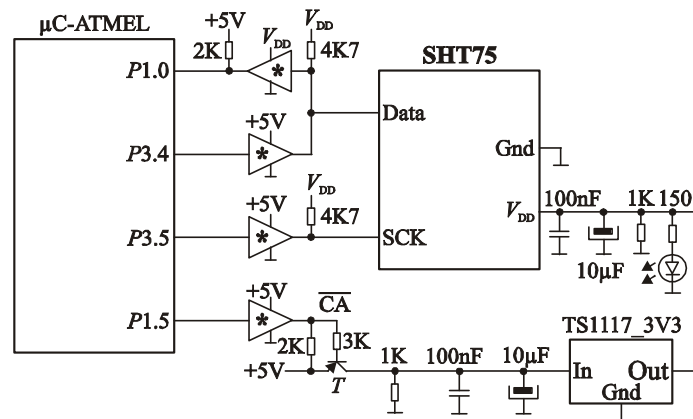 μC-ATMEL
+5V
V_DD
2K
V_DD
4K7
P1.0
*
SHT75
Data
+5V
P3.4
*
Gnd
+5V
V_DD
4K7
P3.5
*
SCK
V_DD
100nF
1K
150
10μF
+5V
P1.5
*
CA
2K
3K
+5V
T
1K
100nF
10μF
TS1117_3V3
In
Out
Gnd